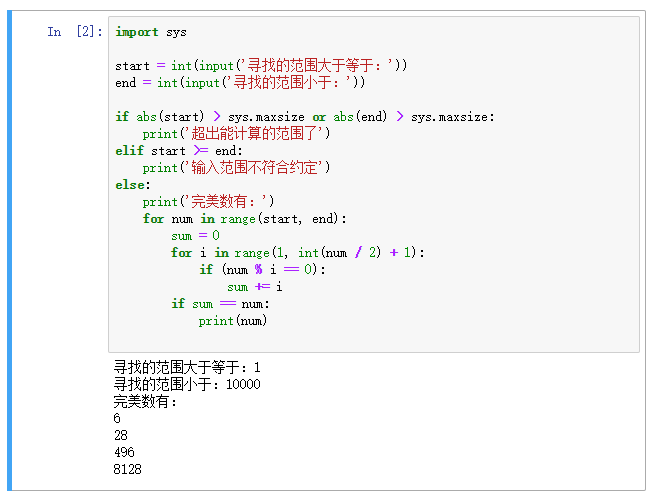 In [2]: import sys
start = int(input('寻找的范围大于等于：'))
end = int(input('寻找的范围小于：'))
if abs(start) > sys.maxsize or abs(end) > sys.maxsize:
    print('超出能计算的范围了')
elif start >= end:
    print('输入范围不符合约定')
else:
    print('完美数有：')
    for num in range(start, end):
        sum = 0
        for i in range(1, int(num / 2) + 1):
            if (num % i == 0):
                sum += i
        if sum == num:
            print(num)
寻找的范围大于等于：1
寻找的范围小于：10000
完美数有：
6
28
496
8128